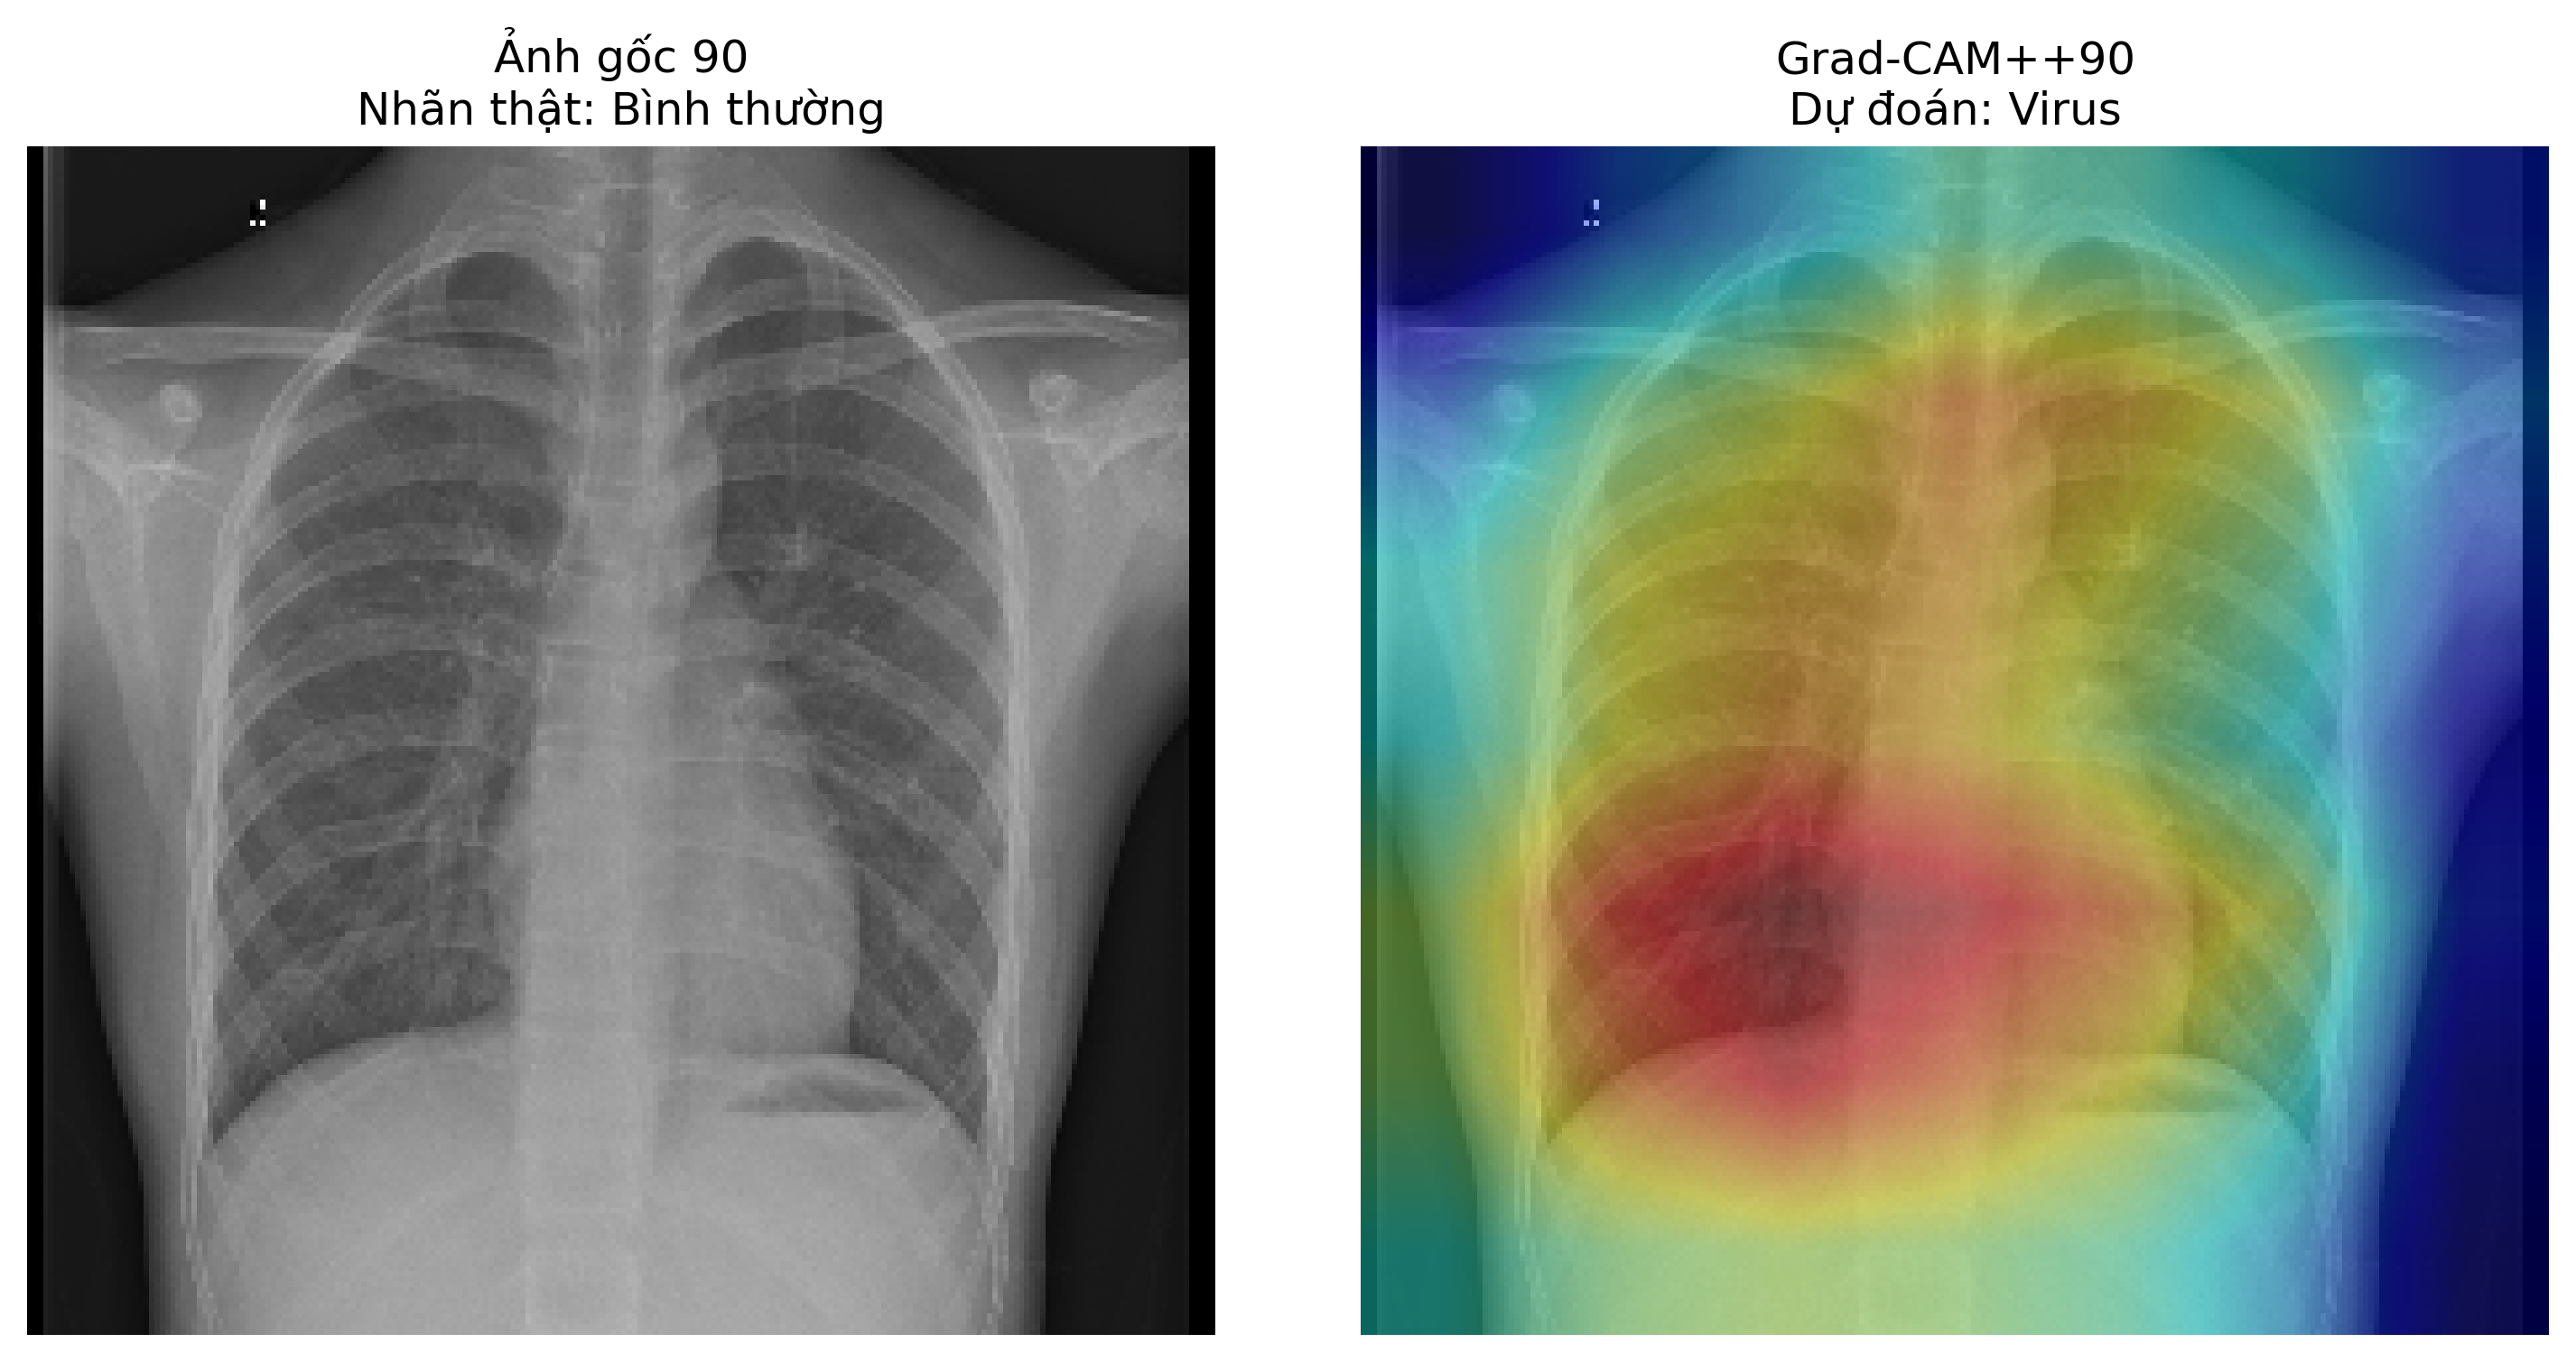 Ảnh gốc 90
Nhãn thật: Bình thường
Grad-CAM++90
Dự đoán: Virus